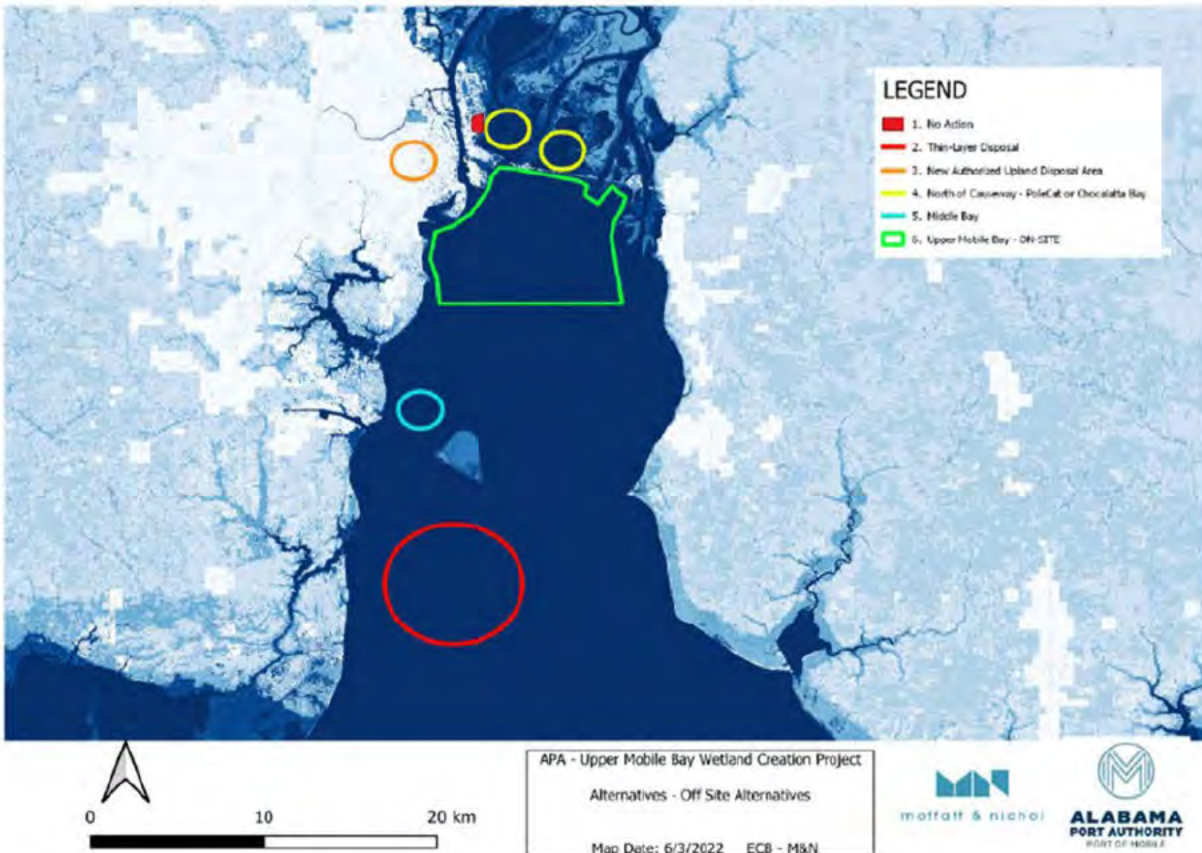 LEGEND
1. No Action
2. Thin-Layer Disposal
3. New Authorized Upland Disposal Area
4. North of Causeway - PoleCat or Chocalatta Bay
5. Middle Bay
6. Upper Mobile Bay - ON-SITE
0 10 20 km
APA - Upper Mobile Bay Wetland Creation Project
Alternatives - Off Site Alternatives
Map Date: 6/3/2022 ECB - M&N
moffatt & nichol
ALABAMA
PORT AUTHORITY
PORT OF MOBILE